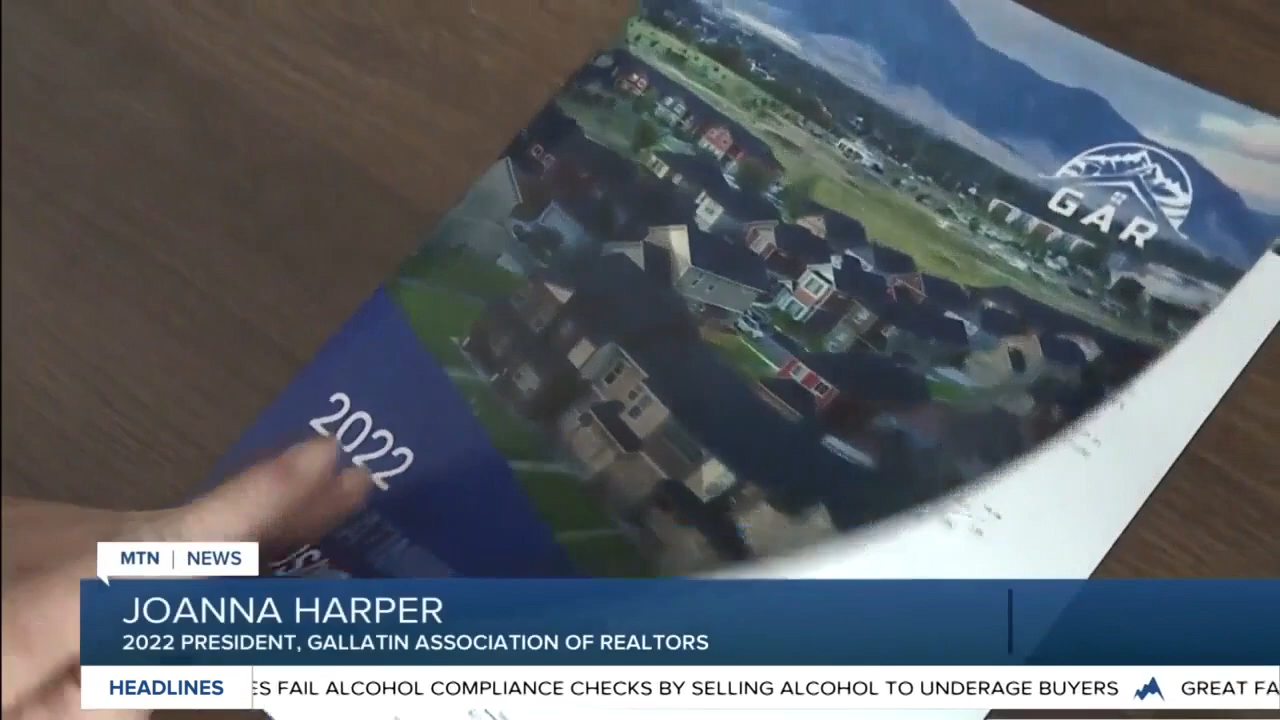 GAR
2022
MTN | NEWS
JOANNA HARPER
2022 PRESIDENT, GALLATIN ASSOCIATION OF REALTORS
HEADLINES
ES FAIL ALCOHOL COMPLIANCE CHECKS BY SELLING ALCOHOL TO UNDERAGE BUYERS
GREAT FA